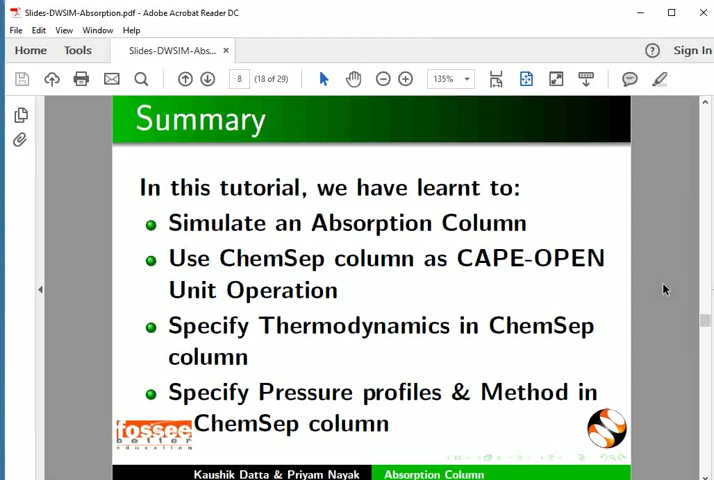 Slides-DWSIM-Absorption.pdf - Adobe Acrobat Reader DC
File Edit View Window Help
Home Tools Slides-DWSIM-Abs... × ? Sign In
8 (18 of 29) 135%
Summary
In this tutorial, we have learnt to:
Simulate an Absorption Column
Use ChemSep column as CAPE-OPEN
Unit Operation
Specify Thermodynamics in ChemSep
column
Specify Pressure profiles & Method in
ChemSep column
fossee
better
education
Kaushik Datta & Priyam Nayak Absorption Column